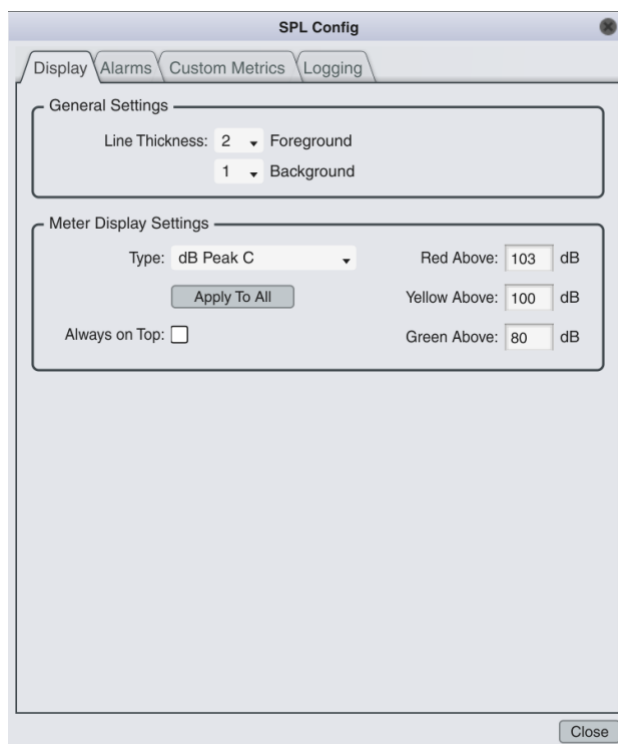 SPL Config
Display Alarms Custom Metrics Logging
General Settings
Line Thickness: 2 Foreground
1 Background
Meter Display Settings
Type: dB Peak C Red Above: 103 dB
Apply To All Yellow Above: 100 dB
Always on Top: Green Above: 80 dB
Close